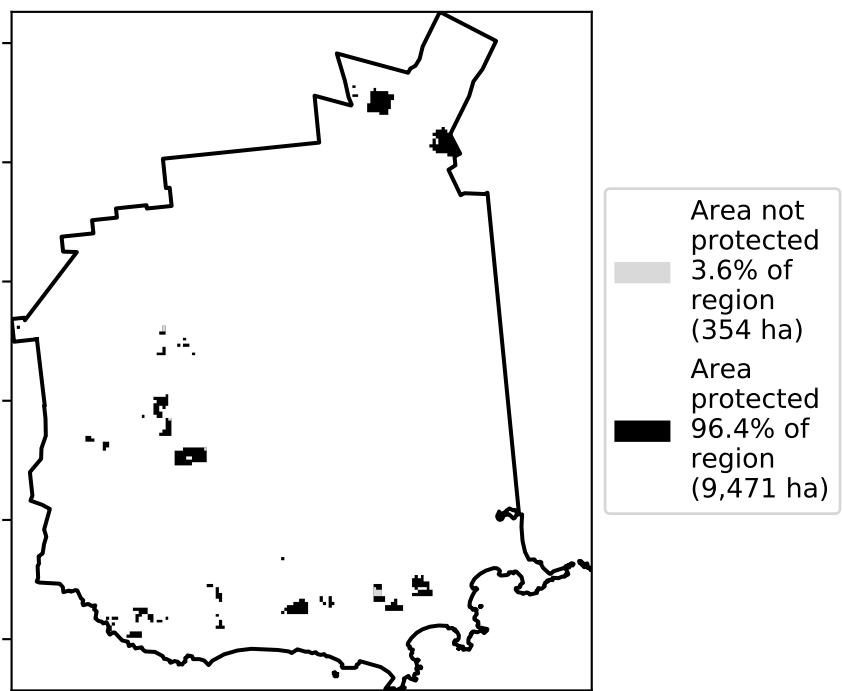 Area not
protected
3.6% of
region
(354 ha)
Area
protected
96.4% of
region
(9,471 ha)